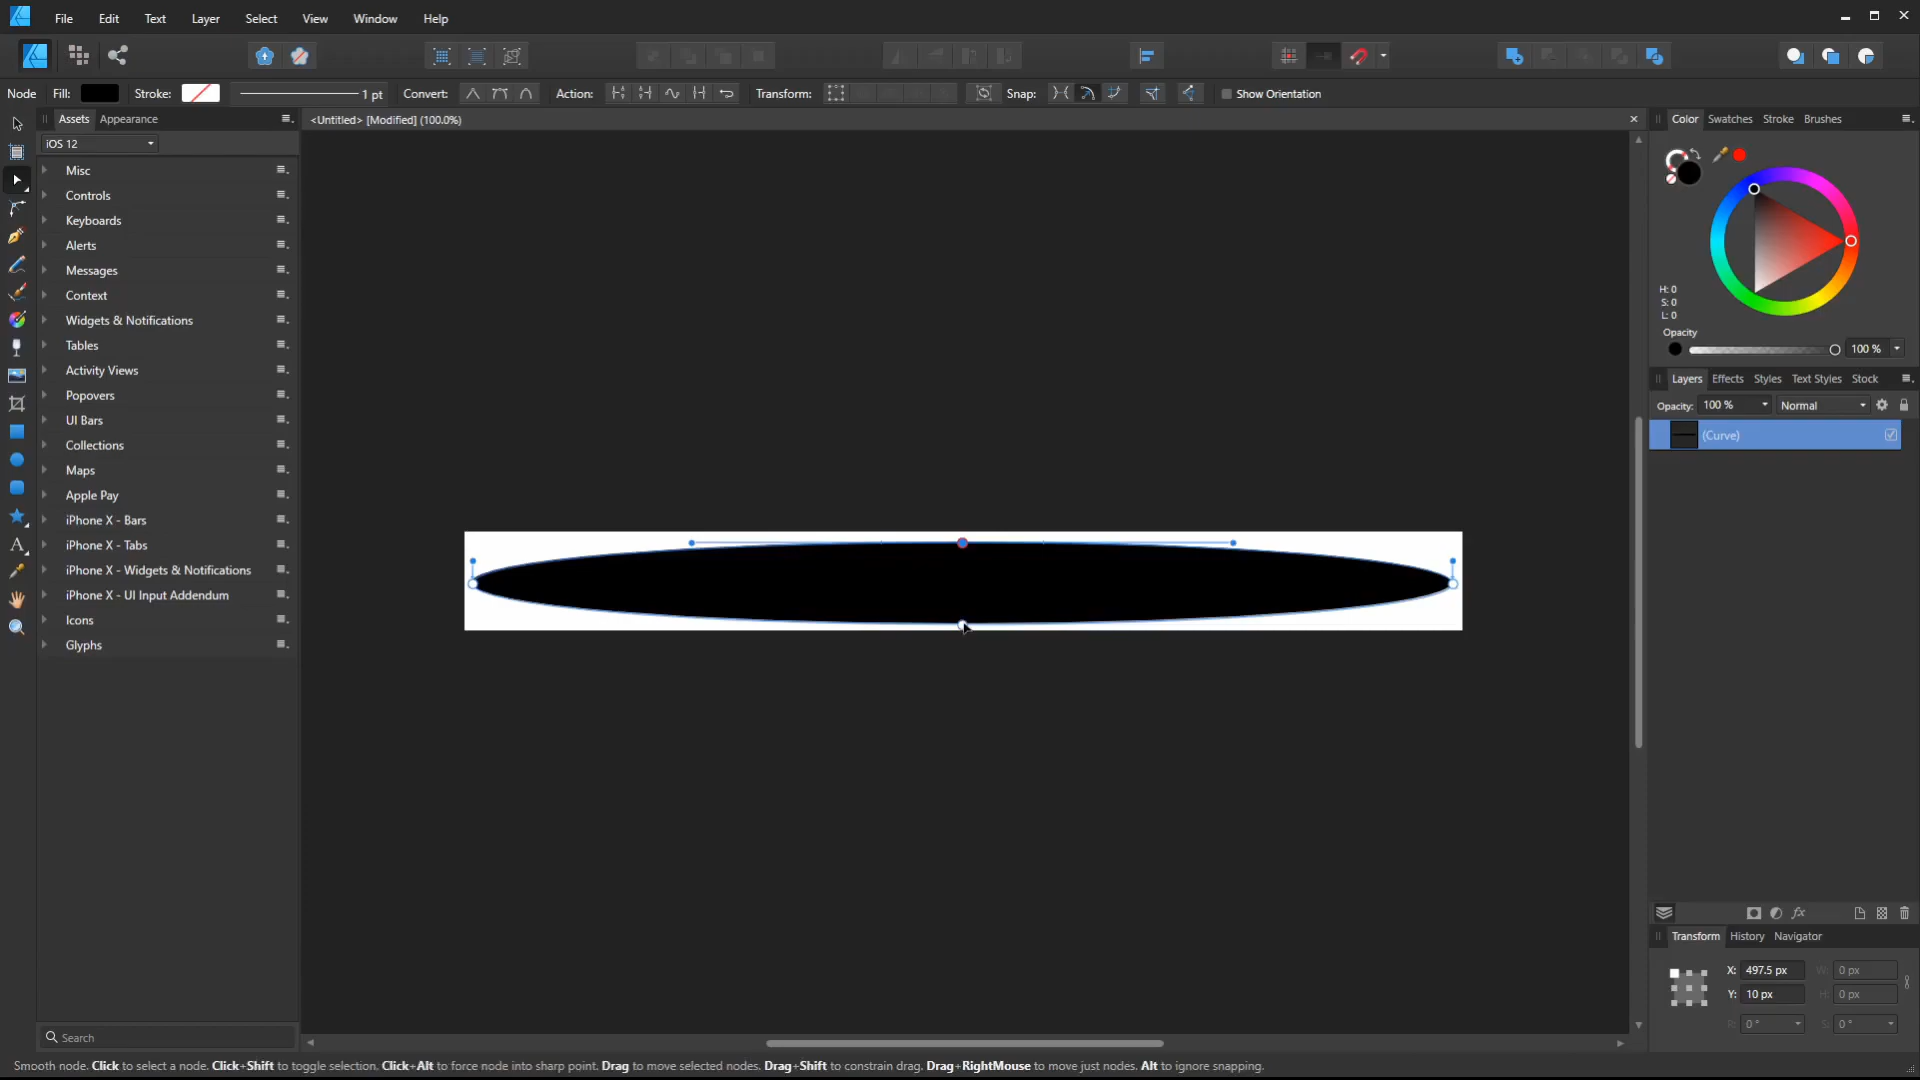 File Edit Text Layer Select View Window Help
Node Fill: Stroke: 1 pt Convert: Action: Transform: Snap: Show Orientation
Assets Appearance
<Untitled> [Modified] (100.0%)
Color Swatches Stroke Brushes
iOS 12
Misc
Controls
Keyboards
Alerts
Messages
Context
Widgets & Notifications
Tables
Activity Views
Popovers
UI Bars
Collections
Maps
Apple Pay
iPhone X - Bars
iPhone X - Tabs
iPhone X - Widgets & Notifications
iPhone X - UI Input Addendum
Icons
Glyphs
Search
H: 0
S: 0
L: 0
Opacity
100 %
Layers Effects Styles Text Styles Stock
Opacity: 100 % Normal
(Curve)
fx
Transform History Navigator
X: 497.5 px W: 0 px
Y: 10 px H: 0 px
R: 0 ° S: 0 °
Smooth node. Click to select a node. Click+Shift to toggle selection. Click+Alt to force node into sharp point. Drag to move selected nodes. Drag+Shift to constrain drag. Drag+RightMouse to move just nodes. Alt to ignore snapping.